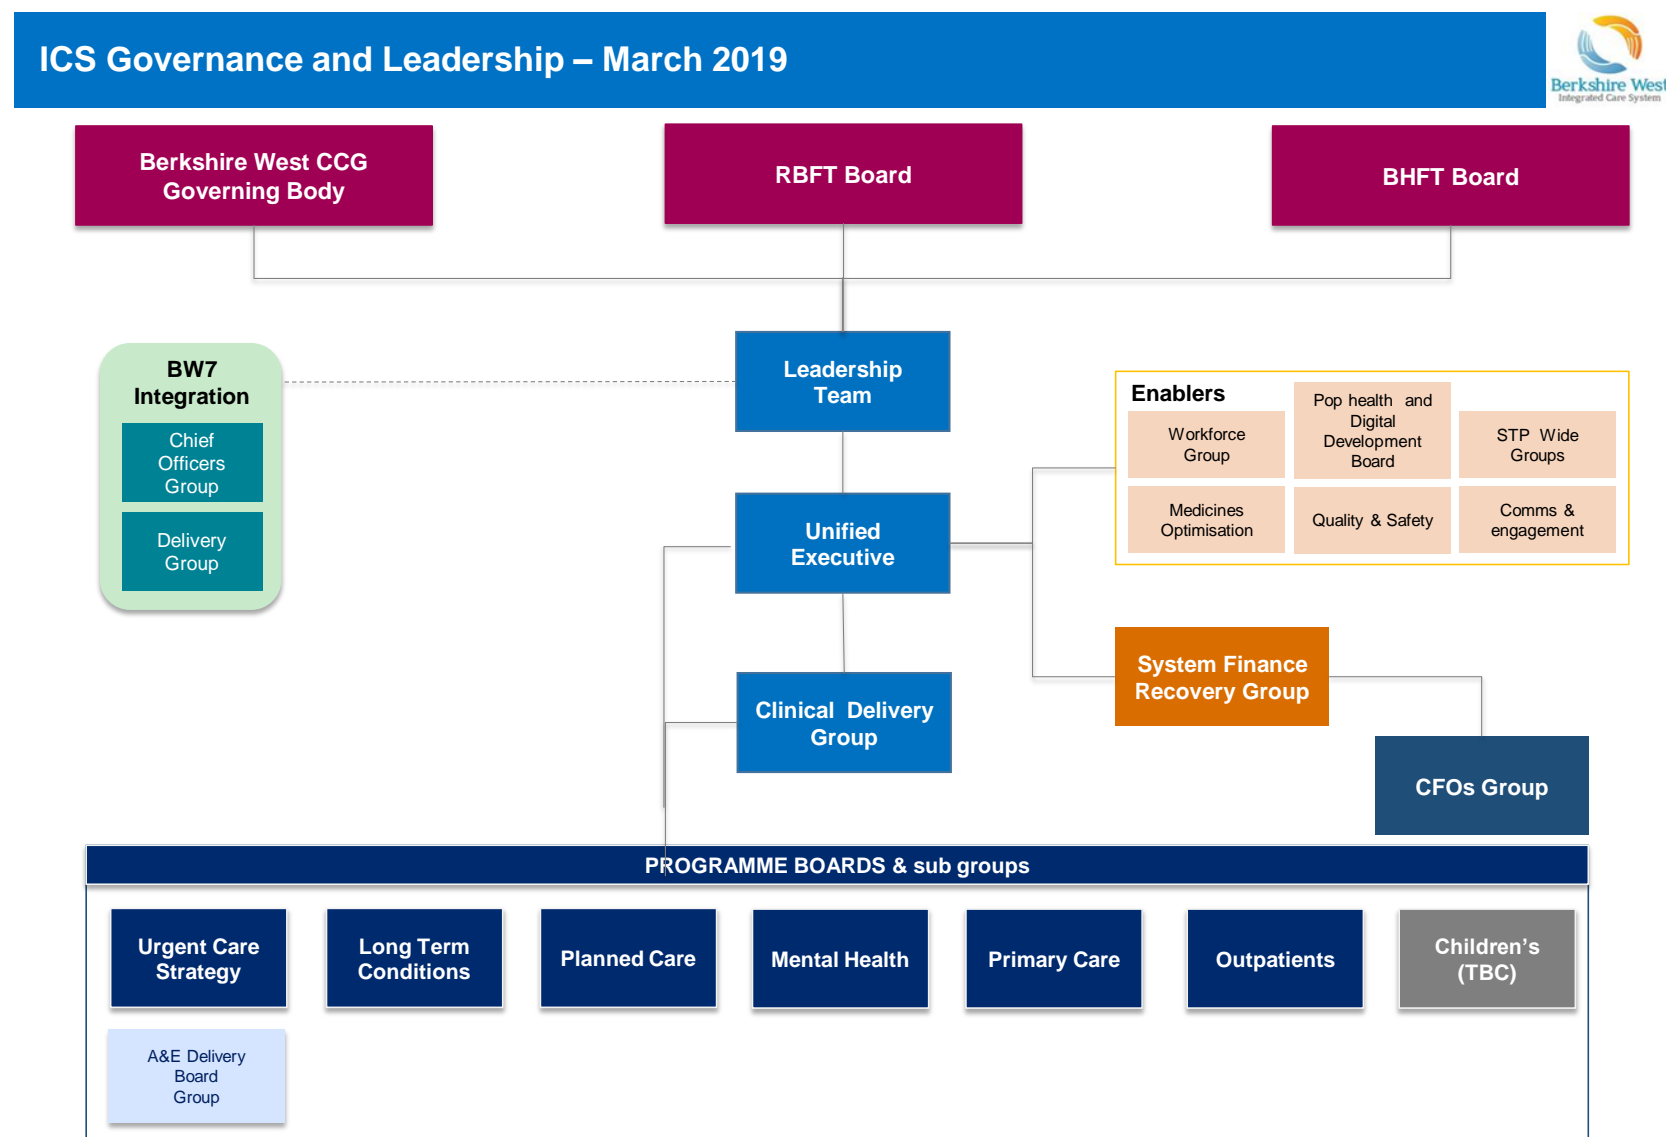 ICS Governance and Leadership – March 2019
Berkshire West
Integrated Care System
Berkshire West CCG
Governing Body
RBFT Board
BHFT Board
BW7
Integration
Chief
Officers
Group
Delivery
Group
Leadership
Team
Unified
Executive
Clinical Delivery
Group
Enablers
Workforce
Group
Pop health and
Digital
Development
Board
STP Wide
Groups
Medicines
Optimisation
Quality & Safety
Comms &
engagement
System Finance
Recovery Group
CFOs Group
PROGRAMME BOARDS & sub groups
Urgent Care
Strategy
Long Term
Conditions
Planned Care
Mental Health
Primary Care
Outpatients
Children’s
(TBC)
A&E Delivery
Board
Group